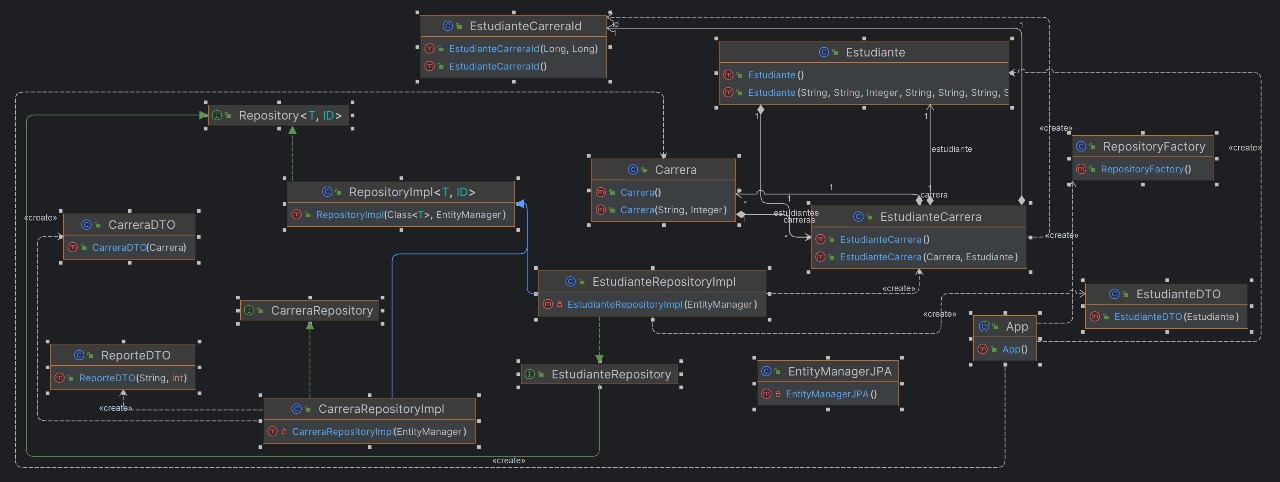 EstudianteCarreraId
EstudianteCarreraId(Long, Long)
EstudianteCarreraId()
Estudiante
Estudiante()
Estudiante(String, String, Integer, String, String, String, S
Repository<T, ID>
RepositoryImpl<T, ID>
RepositoryImpl(Class<T>, EntityManager)
Carrera
Carrera()
Carrera(String, Integer)
«create»
RepositoryFactory
RepositoryFactory()
«create»
1
1
estudiante
1
1
carrera
estudiantes
carreras
EstudianteCarrera
EstudianteCarrera()
EstudianteCarrera(Carrera, Estudiante)
«create»
«create»
CarreraDTO
CarreraDTO(Carrera)
EstudianteRepositoryImpl
EstudianteRepositoryImpl(EntityManager)
«create»
EstudianteDTO
EstudianteDTO(Estudiante)
«create»
CarreraRepository
App
App()
ReporteDTO
ReporteDTO(String, int)
«create»
EstudianteRepository
EntityManagerJPA
EntityManagerJPA()
CarreraRepositoryImpl
CarreraRepositoryImpl(EntityManager)
«create»